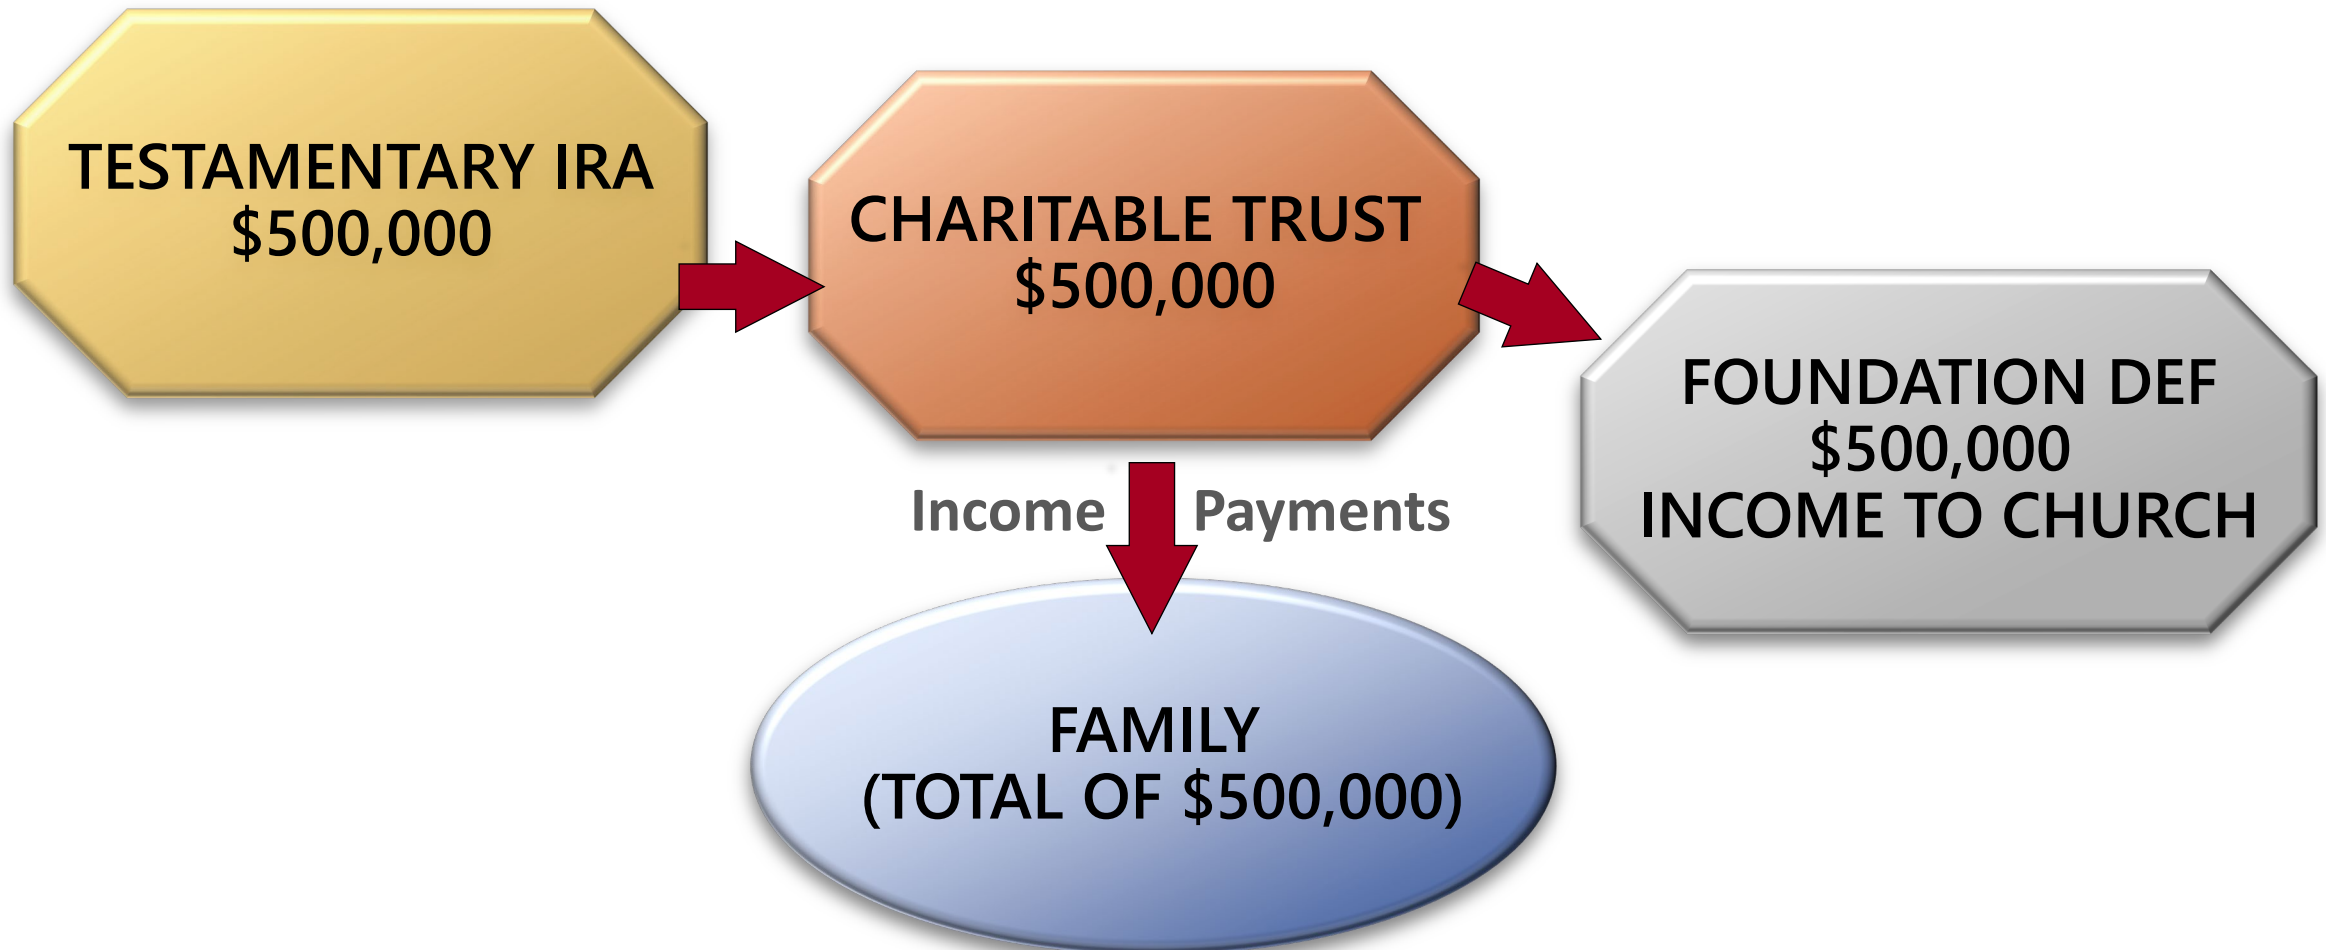 TESTAMENTARY IRA
$500,000
CHARITABLE TRUST
$500,000
FOUNDATION DEF
$500,000
INCOME TO CHURCH
Income Payments
FAMILY
(TOTAL OF $500,000)